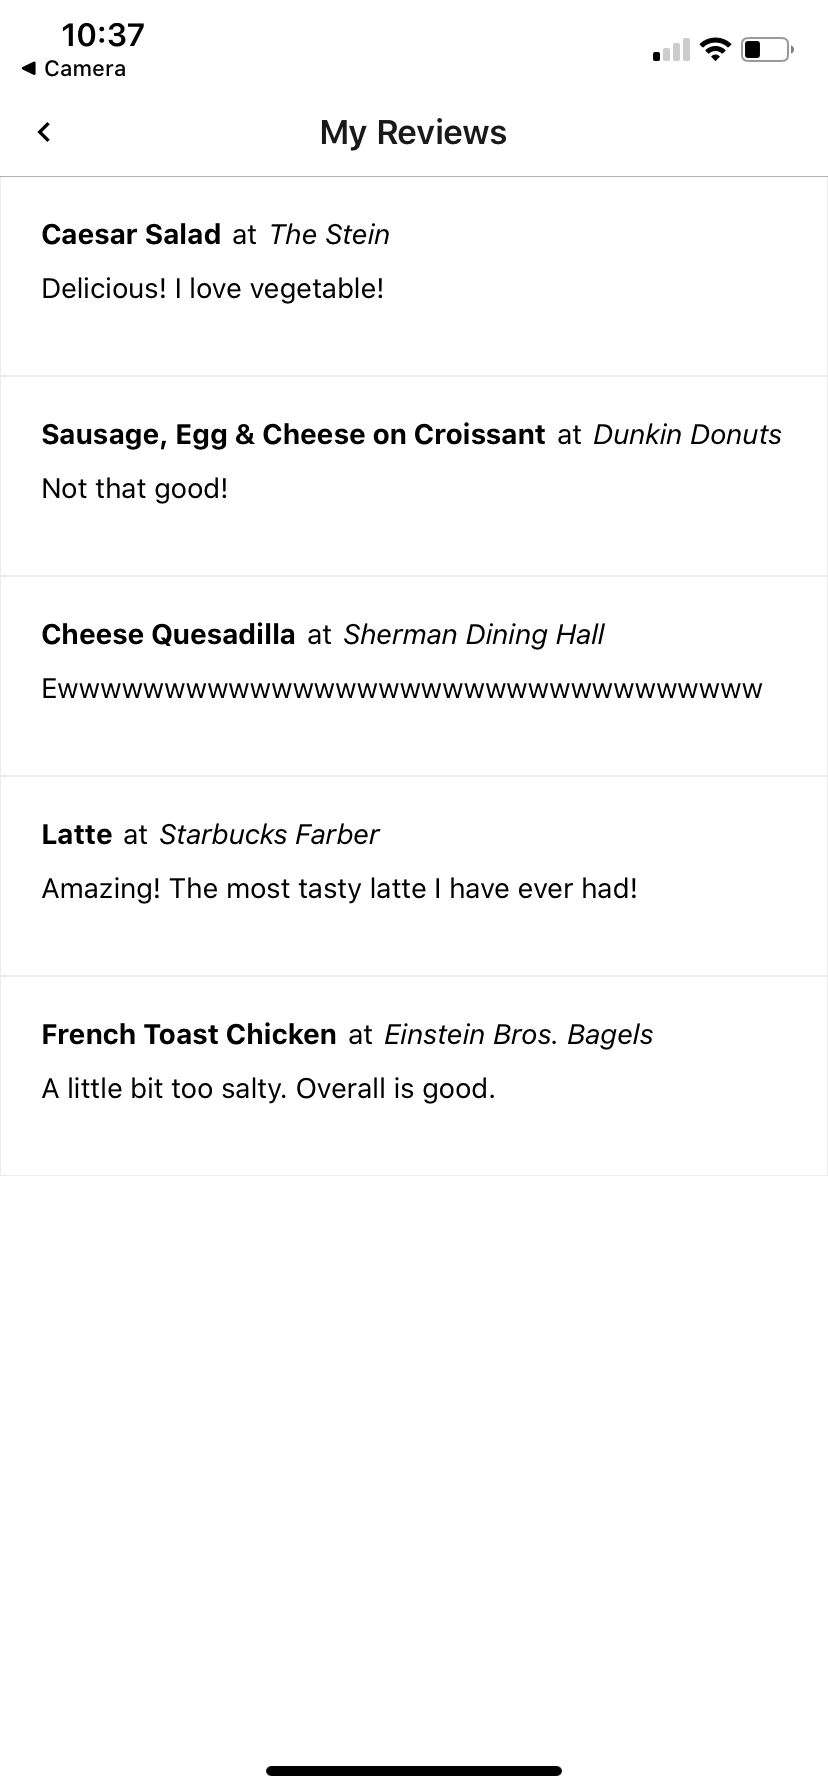 10:37
◀ Camera
My Reviews
Caesar Salad at The Stein
Delicious! I love vegetable!
Sausage, Egg & Cheese on Croissant at Dunkin Donuts
Not that good!
Cheese Quesadilla at Sherman Dining Hall
Ewwwwwwwwwwwwwwwwwwwwwwwwwwwwwwwww
Latte at Starbucks Farber
Amazing! The most tasty latte I have ever had!
French Toast Chicken at Einstein Bros. Bagels
A little bit too salty. Overall is good.